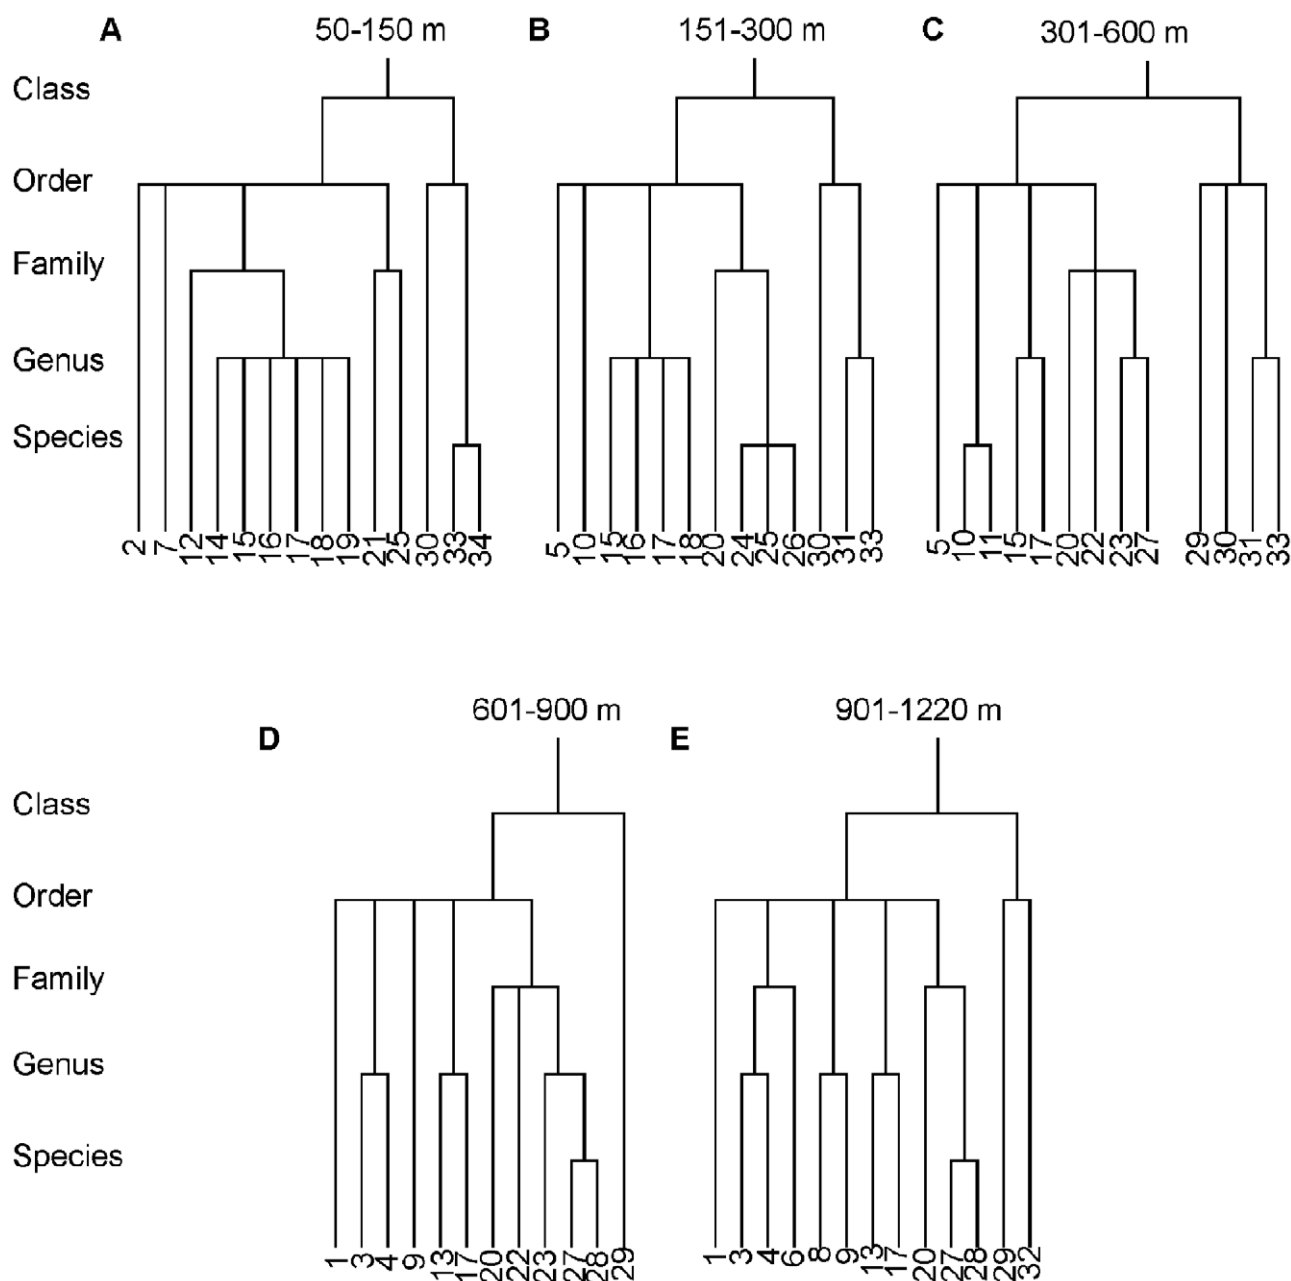 A 50-150 m B 151-300 m C 301-600 m
Class
Order
Family
Genus
Species
2 7 12 14 15 16 17 18 19 21 25 30 33 34 5 10 15 16 17 18 20 24 25 26 30 31 33 5 10 11 15 17 20 22 23 27 29 30 31 33
601-900 m 901-1220 m
D E
Class
Order
Family
Genus
Species
1 3 4 9 13 17 20 22 23 27 28 29 1 3 4 6 8 9 13 17 20 27 28 29 32